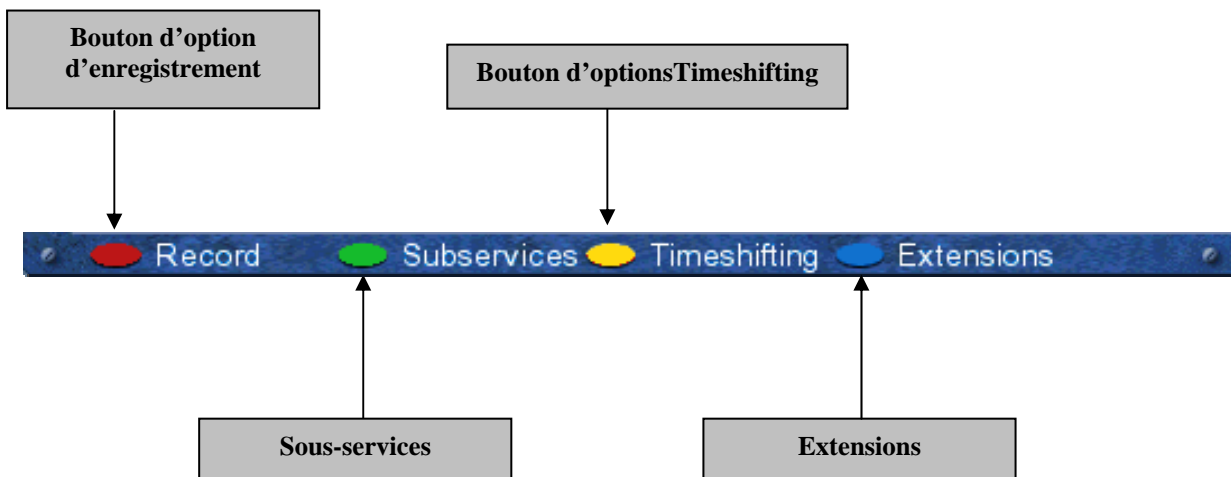 Bouton d’option
d’enregistrement
Bouton d’optionsTimeshifting
Record Subservices Timeshifting Extensions
Sous-services
Extensions